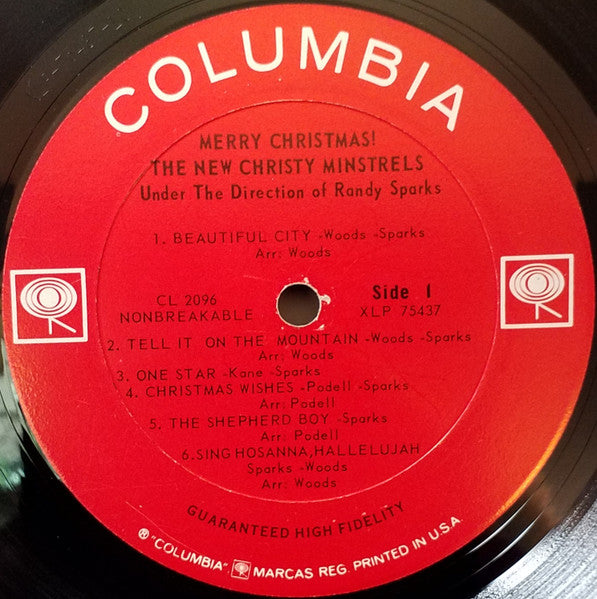 COLUMBIA
MERRY CHRISTMAS!
THE NEW CHRISTY MINSTRELS
Under The Direction of Randy Sparks
1. BEAUTIFUL CITY -Woods -Sparks
Arr: Woods
CL 2096
NONBREAKABLE
Side 1
XLP 75437
2. TELL IT ON THE MOUNTAIN -Woods -Sparks
Arr: Woods
3. ONE STAR -Kane -Sparks
4. CHRISTMAS WISHES -Podell -Sparks
Arr: Podell
5. THE SHEPHERD BOY -Sparks
Arr: Podell
6. SING HOSANNA, HALLELUJAH
Sparks -Woods
Arr: Woods
GUARANTEED HIGH FIDELITY
® "COLUMBIA" MARCAS REG. PRINTED IN U.S.A.